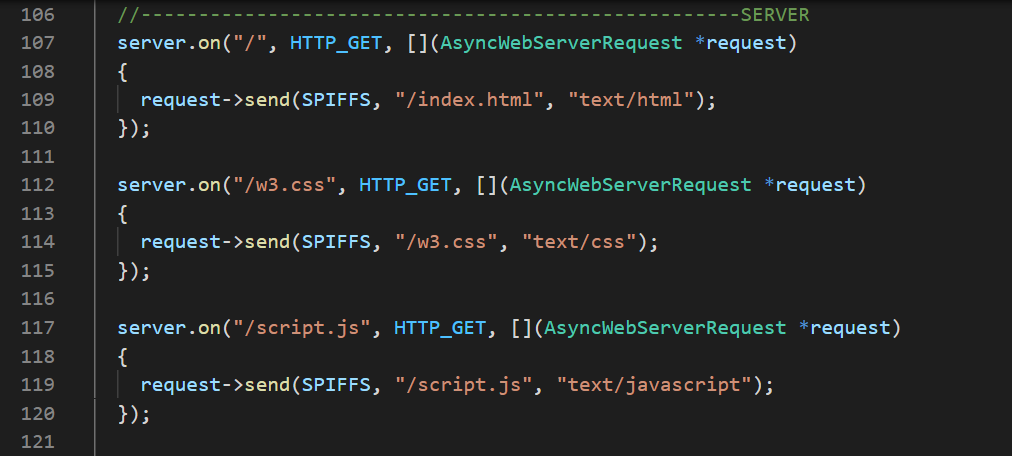 106 //----------------------------------------------------SERVER
107 server.on("/", HTTP_GET, [](AsyncWebServerRequest *request)
108 {
109 request->send(SPIFFS, "/index.html", "text/html");
110 });
111
112 server.on("/w3.css", HTTP_GET, [](AsyncWebServerRequest *request)
113 {
114 request->send(SPIFFS, "/w3.css", "text/css");
115 });
116
117 server.on("/script.js", HTTP_GET, [](AsyncWebServerRequest *request)
118 {
119 request->send(SPIFFS, "/script.js", "text/javascript");
120 });
121